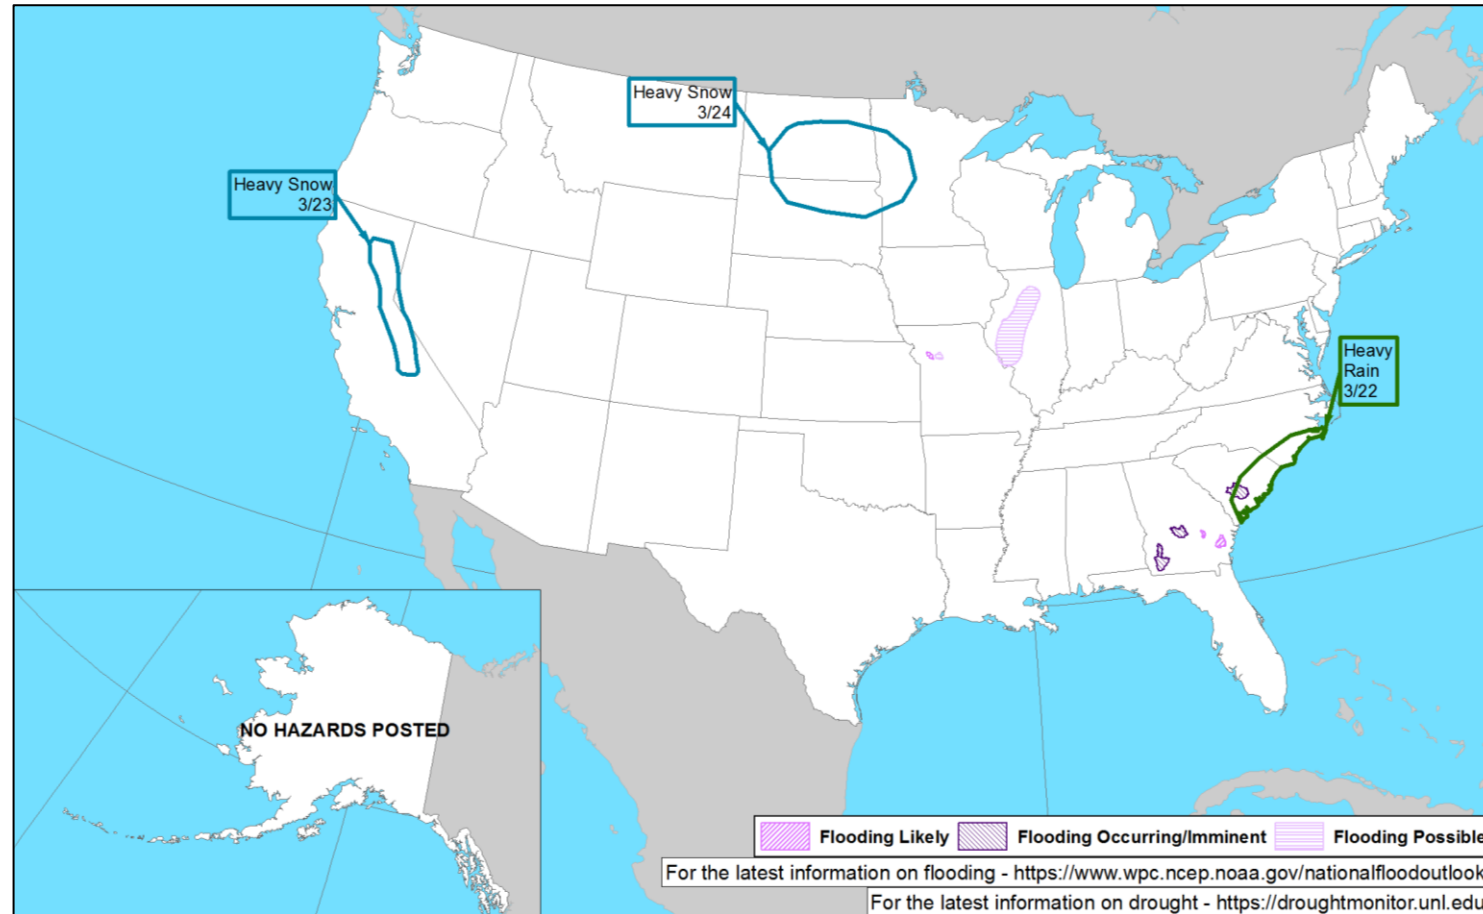 Heavy Snow
3/24
Heavy Snow
3/23
Heavy
Rain
3/22
NO HAZARDS POSTED
Flooding Likely
Flooding Occurring/Imminent
Flooding Possible
For the latest information on flooding - https://www.wpc.ncep.noaa.gov/nationalfloodoutlook
For the latest information on drought - https://droughtmonitor.unl.edu